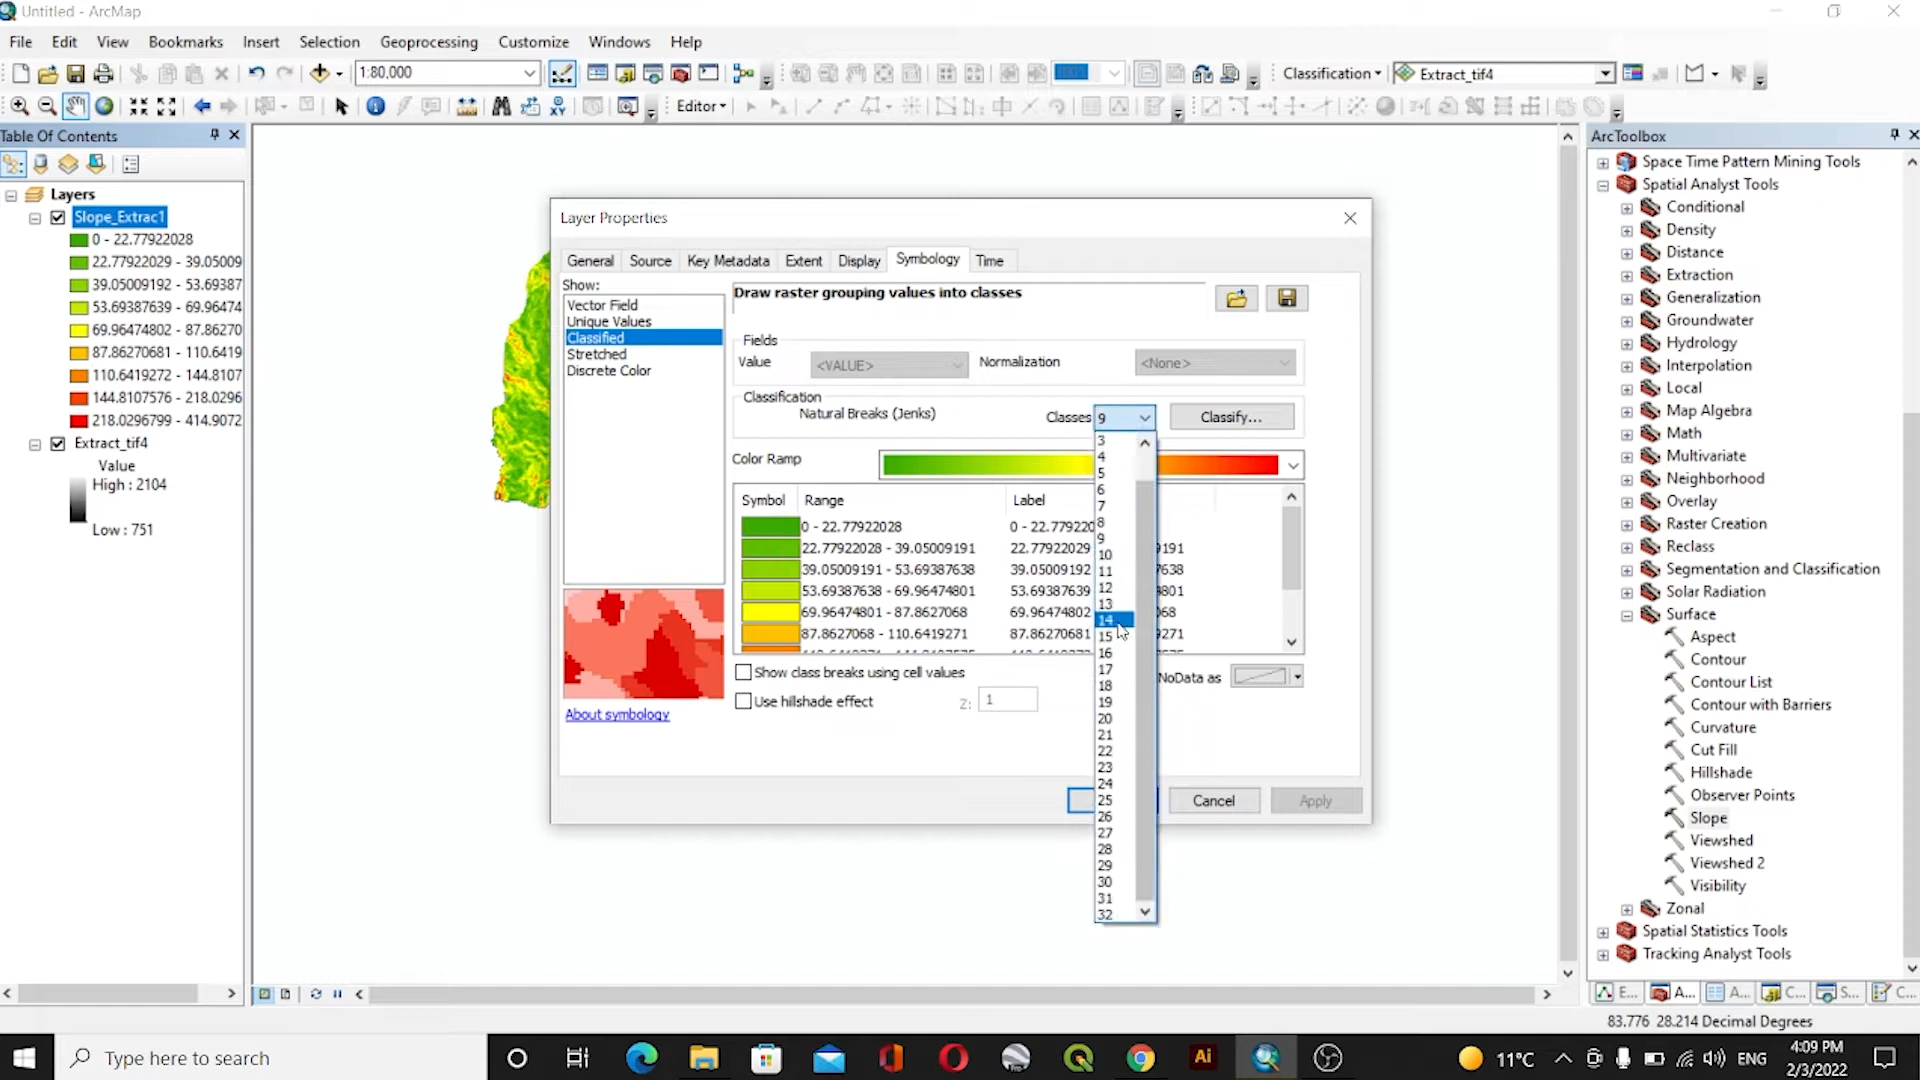 Untitled - ArcMap
File Edit View Bookmarks Insert Selection Geoprocessing Customize Windows Help
1:80,000
Classification
Extract_tif4
Editor
Table Of Contents
Layers
Slope_Extrac1
0 - 22.77922028
22.77922029 - 39.05009
39.05009192 - 53.69387
53.69387639 - 69.96474
69.96474802 - 87.86270
87.86270681 - 110.6419
110.6419272 - 144.8107
144.8107576 - 218.0296
218.0296799 - 414.9072
Extract_tif4
Value
High : 2104
Low : 751
Layer Properties
General Source Key Metadata Extent Display Symbology Time
Show:
Vector Field
Unique Values
Classified
Stretched
Discrete Color
About symbology
Draw raster grouping values into classes
Fields
Value <VALUE> Normalization <None>
Classification
Natural Breaks (Jenks) Classes 9 Classify...
Color Ramp
Symbol Range Label
0 - 22.77922028 0 - 22.779220
22.77922028 - 39.05009191 22.77922029 9191
39.05009191 - 53.69387638 39.05009192 7638
53.69387638 - 69.96474801 53.69387639 4801
69.96474801 - 87.8627068 69.96474802 068
87.8627068 - 110.6419271 87.86270681 9271
Show class breaks using cell values
NoData as
Use hillshade effect Z: 1
3
4
5
6
7
8
9
10
11
12
13
14
15
16
17
18
19
20
21
22
23
24
25
26
27
28
29
30
31
32
Cancel Apply
ArcToolbox
Space Time Pattern Mining Tools
Spatial Analyst Tools
Conditional
Density
Distance
Extraction
Generalization
Groundwater
Hydrology
Interpolation
Local
Map Algebra
Math
Multivariate
Neighborhood
Overlay
Raster Creation
Reclass
Segmentation and Classification
Solar Radiation
Surface
Aspect
Contour
Contour List
Contour with Barriers
Curvature
Cut Fill
Hillshade
Observer Points
Slope
Viewshed
Viewshed 2
Visibility
Zonal
Spatial Statistics Tools
Tracking Analyst Tools
E... A... A... C... S... C...
83.776 28.214 Decimal Degrees
Type here to search
Ai
11°C
ENG
4:09 PM
2/3/2022